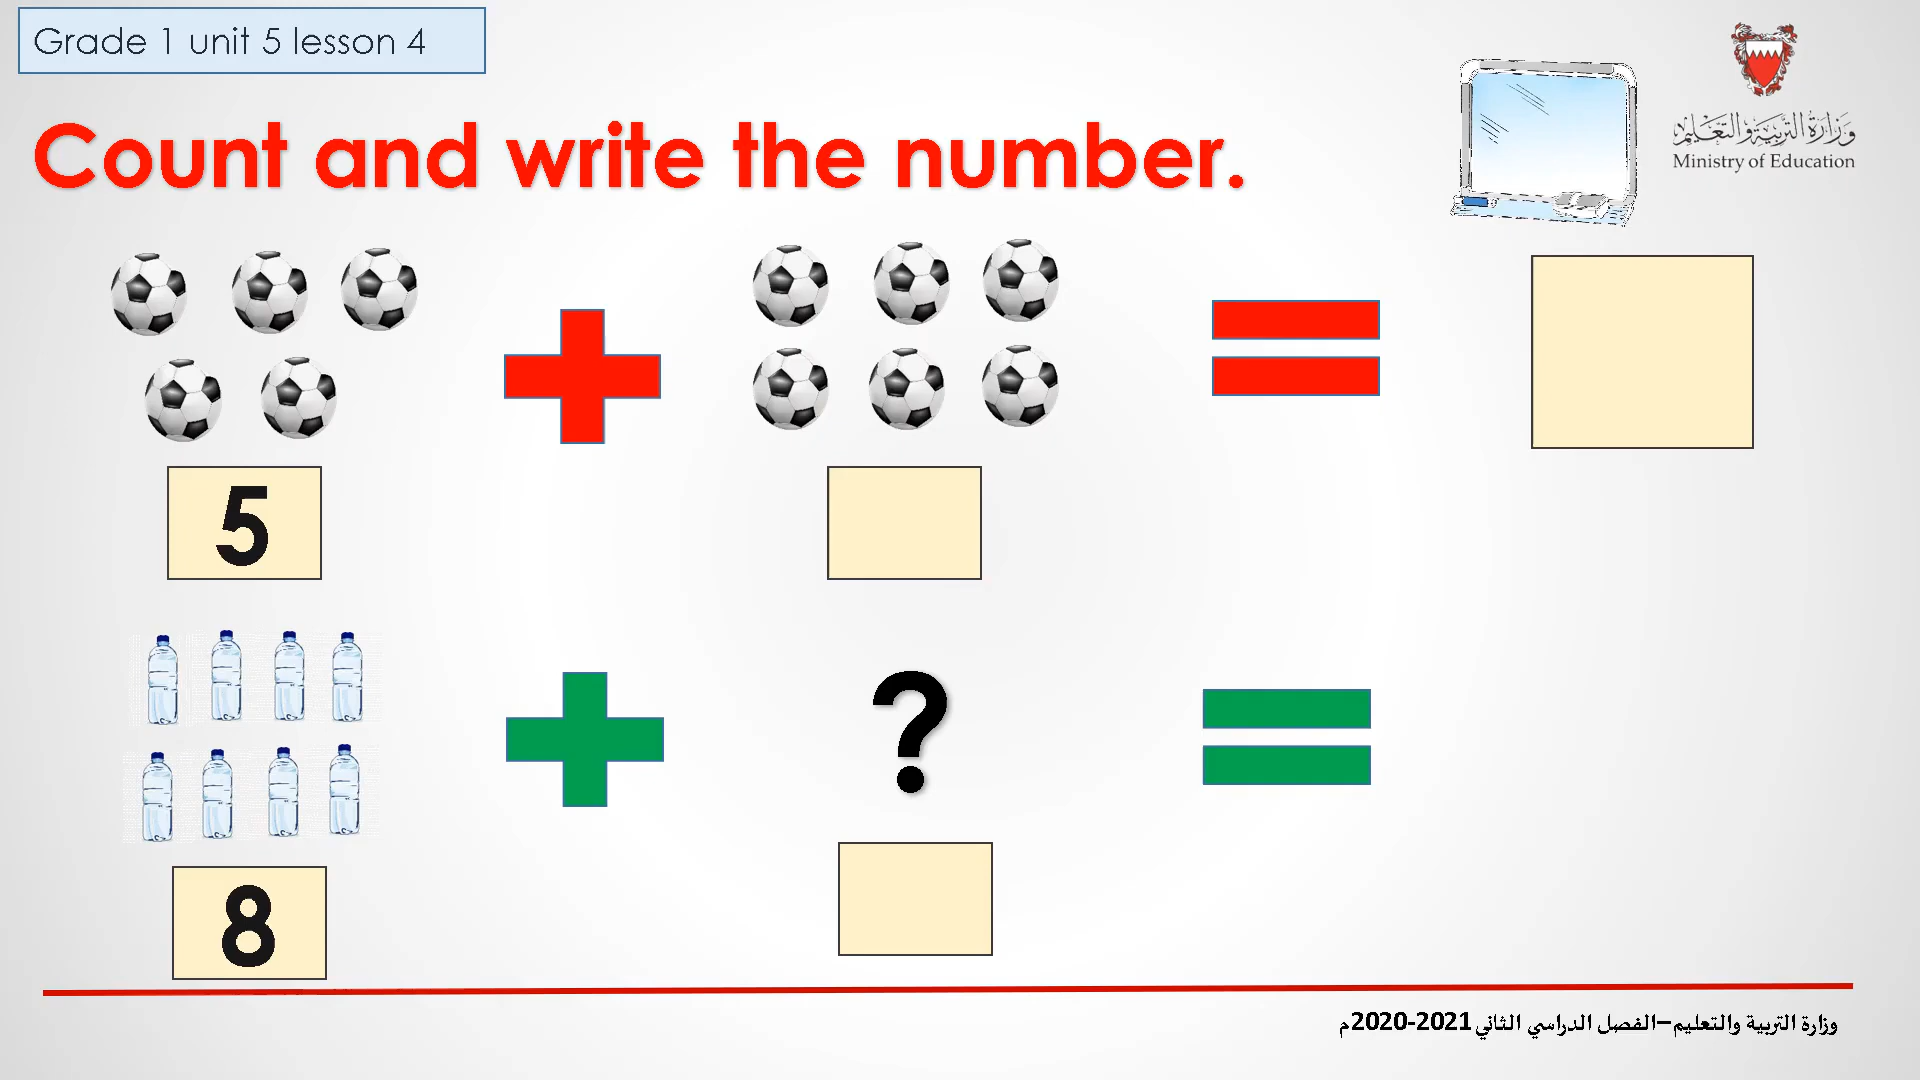 Grade 1 unit 5 lesson 4
وزارة التربية والتعليم
Ministry of Education
Count and write the number.
5
8
?
وزارة التربية والتعليم–الفصل الدراسي الثاني 2020-2021م